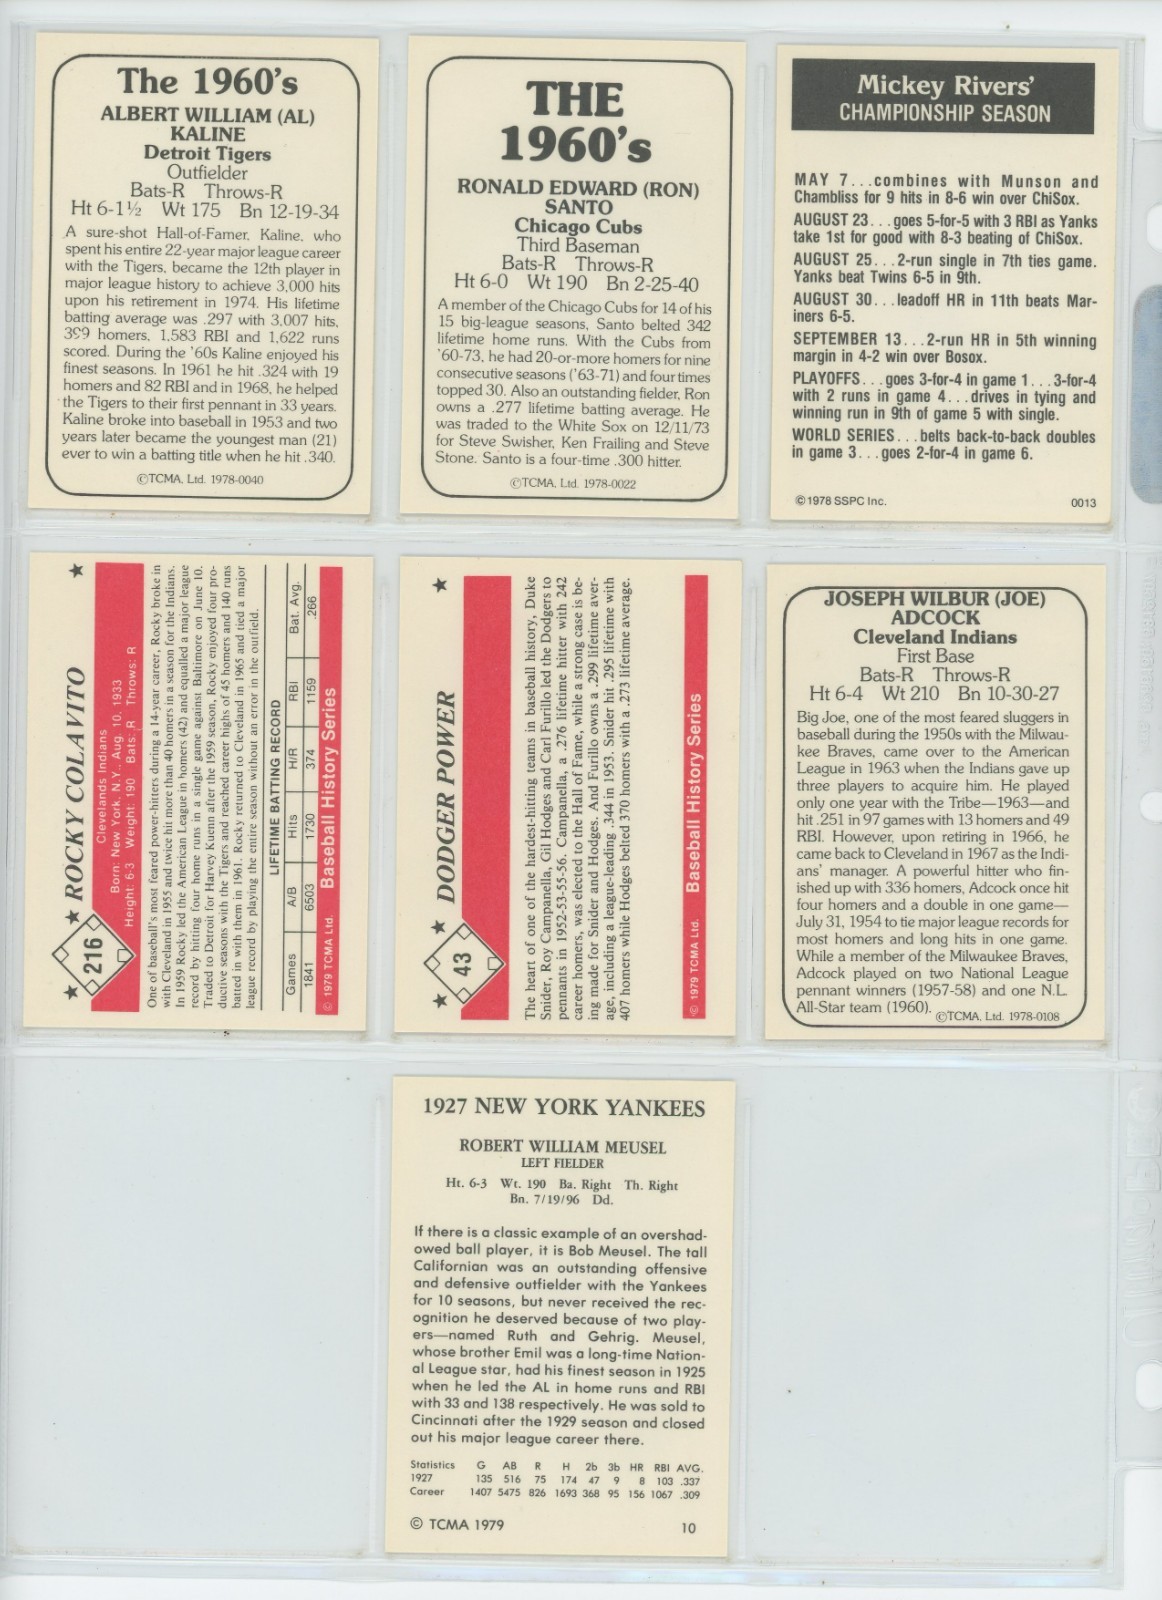 The 1960's
ALBERT WILLIAM (AL)
KALINE
Detroit Tigers
Outfielder
Bats-R Throws-R
Ht 6-1½ Wt 175 Bn 12-19-34
A sure-shot Hall-of-Famer, Kaline, who
spent his entire 22-year major league career
with the Tigers, became the 12th player in
major league history to achieve 3,000 hits
upon his retirement in 1974. His lifetime
batting average was .297 with 3,007 hits,
399 homers, 1,583 RBI and 1,622 runs
scored. During the '60s Kaline enjoyed his
finest seasons. In 1961 he hit .324 with 19
homers and 82 RBI and in 1968, he helped
the Tigers to their first pennant in 33 years.
Kaline broke into baseball in 1953 and two
years later became the youngest man (21)
ever to win a batting title when he hit .340.
©TCMA, Ltd. 1978-0040
THE
1960's
RONALD EDWARD (RON)
SANTO
Chicago Cubs
Third Baseman
Bats-R Throws-R
Ht 6-0 Wt 190 Bn 2-25-40
A member of the Chicago Cubs for 14 of his
15 big-league seasons, Santo belted 342
lifetime home runs. With the Cubs from
'60-73, he had 20-or-more homers for nine
consecutive seasons ('63-71) and four times
topped 30. Also an outstanding fielder, Ron
owns a .277 lifetime batting average. He
was traded to the White Sox on 12/11/73
for Steve Swisher, Ken Frailing and Steve
Stone. Santo is a four-time .300 hitter.
©TCMA, Ltd. 1978-0022
Mickey Rivers'
CHAMPIONSHIP SEASON
MAY 7...combines with Munson and
Chambliss for 9 hits in 8-6 win over ChiSox.
AUGUST 23...goes 5-for-5 with 3 RBI as Yanks
take 1st for good with 8-3 beating of ChiSox.
AUGUST 25...2-run single in 7th ties game.
Yanks beat Twins 6-5 in 9th.
AUGUST 30...leadoff HR in 11th beats Mar-
iners 6-5.
SEPTEMBER 13...2-run HR in 5th winning
margin in 4-2 win over Bosox.
PLAYOFFS...goes 3-for-4 in game 1...3-for-4
with 2 runs in game 4...drives in tying and
winning run in 9th of game 5 with single.
WORLD SERIES...belts back-to-back doubles
in game 3...goes 2-for-4 in game 6.
© 1978 SSPC Inc. 0013
216
ROCKY COLAVITO
Clevelands Indians
Born: New York, N.Y., Aug. 10, 1933
Height: 6-3 Weight: 190 Bats: R Throws: R
One of baseball's most feared power-hitters during a 14-year career, Rocky broke in
with Cleveland in 1955 and twice hit more than 40 homers in a season for the Indians.
In 1959 Rocky led the American League in homers (42) and equalled a major league
record by hitting four home runs in a single game against Baltimore on June 10.
Traded to Detroit for Harvey Kuenn after the 1959 season, Rocky enjoyed four pro-
ductive seasons with the Tigers and reached career highs of 45 homers and 140 runs
batted in with them in 1961. Rocky returned to Cleveland in 1965 and tied a major
league record by playing the entire season without an error in the outfield.
LIFETIME BATTING RECORD
Games A/B Hits H/R RBI Bat. Avg.
1841 6503 1730 374 1159 .266
© 1979 TCMA Ltd. Baseball History Series
43
DODGER POWER
The heart of one of the hardest-hitting teams in baseball history, Duke
Snider, Roy Campanella, Gil Hodges and Carl Furillo led the Dodgers to
pennants in 1952-53-55-56. Campanella, a .276 lifetime hitter with 242
career homers, was elected to the Hall of Fame, while a strong case is be-
ing made for Snider and Hodges. And Furillo owns a .299 lifetime aver-
age, including a league-leading .344 in 1953. Snider hit .295 lifetime with
407 homers while Hodges belted 370 homers with a .273 lifetime average.
© 1979 TCMA Ltd. Baseball History Series
JOSEPH WILBUR (JOE)
ADCOCK
Cleveland Indians
First Base
Bats-R Throws-R
Ht 6-4 Wt 210 Bn 10-30-27
Big Joe, one of the most feared sluggers in
baseball during the 1950s with the Milwau-
kee Braves, came over to the American
League in 1963 when the Indians gave up
three players to acquire him. He played
only one year with the Tribe—1963—and
hit .251 in 97 games with 13 homers and 49
RBI. However, upon retiring in 1966, he
came back to Cleveland in 1967 as the Indi-
ans' manager. A powerful hitter who fin-
ished up with 336 homers, Adcock once hit
four homers and a double in one game—
July 31, 1954 to tie major league records for
most homers and long hits in one game.
While a member of the Milwaukee Braves,
Adcock played on two National League
pennant winners (1957-58) and one N.L.
All-Star team (1960).
©TCMA, Ltd. 1978-0108
1927 NEW YORK YANKEES
ROBERT WILLIAM MEUSEL
LEFT FIELDER
Ht. 6-3 Wt. 190 Ba. Right Th. Right
Bn. 7/19/96 Dd.
If there is a classic example of an overshad-
owed ball player, it is Bob Meusel. The tall
Californian was an outstanding offensive
and defensive outfielder with the Yankees
for 10 seasons, but never received the rec-
ognition he deserved because of two play-
ers—named Ruth and Gehrig. Meusel,
whose brother Emil was a long-time Nation-
al League star, had his finest season in 1925
when he led the AL in home runs and RBI
with 33 and 138 respectively. He was sold to
Cincinnati after the 1929 season and closed
out his major league career there.
Statistics G AB R H 2b 3b HR RBI AVG.
1927 135 516 75 174 47 9 8 103 .337
Career 1407 5475 826 1693 368 95 156 1067 .309
© TCMA 1979 10